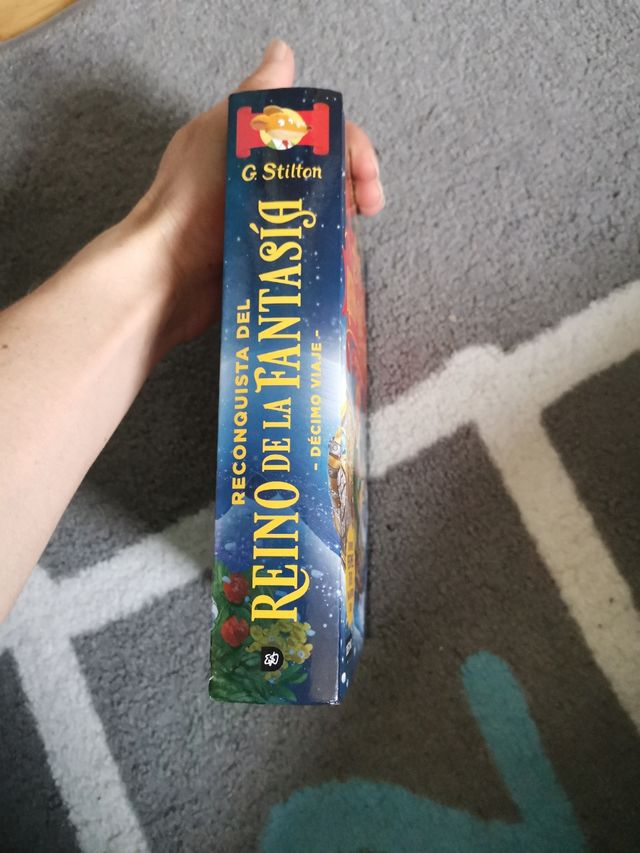 G. Stilton
RECONQUISTA DEL
REINO DE LA FANTASÍA
- DÉCIMO VIAJE -